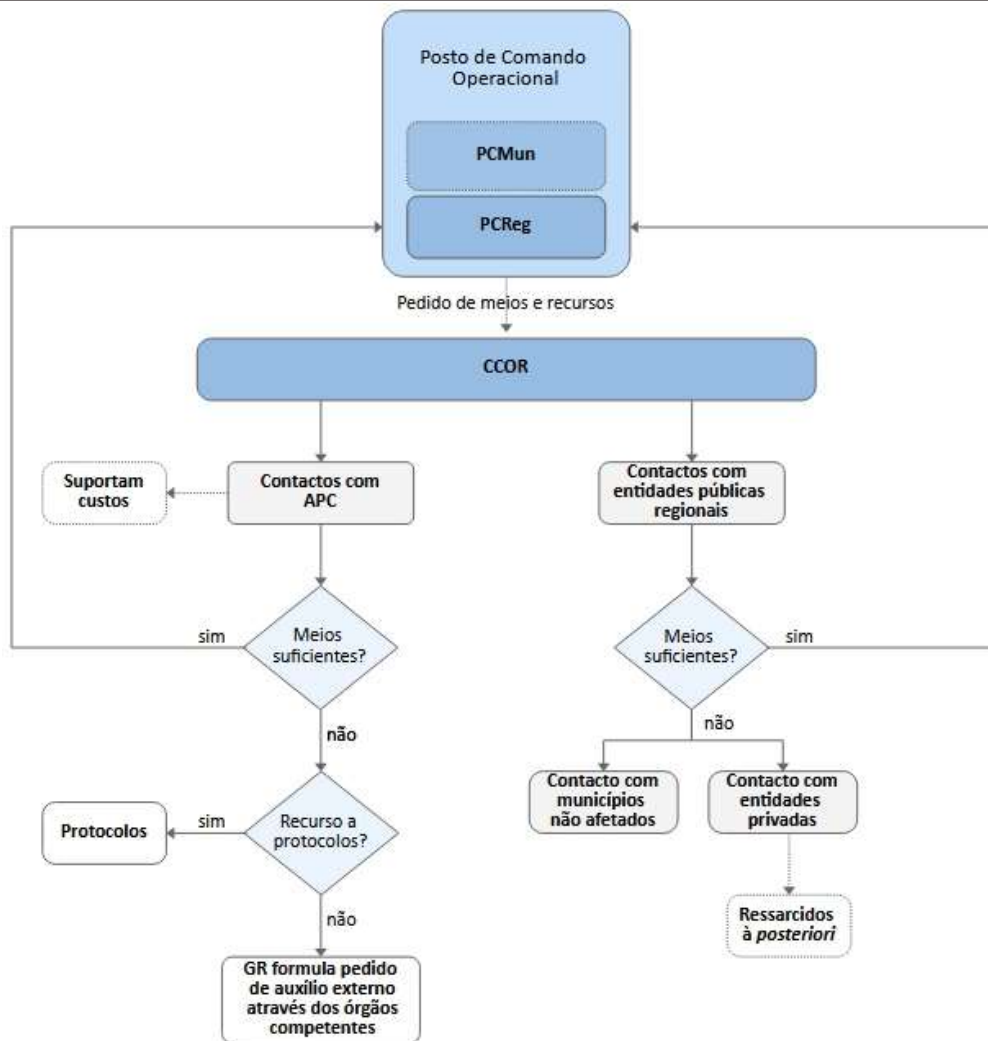 Posto de Comando
Operacional
PCMun
PCReg
Pedido de meios e recursos
CCOR
Suportam
custos
Contactos com
APC
Contactos com
entidades públicas
regionais
sim
Meios
suficientes?
Meios
suficientes?
sim
não
não
Contacto com
municípios
não afetados
Contacto com
entidades
privadas
Protocolos
sim
Recurso a
protocolos?
não
Ressarcidos
à posteriori
GR formula pedido
de auxílio externo
através dos órgãos
competentes